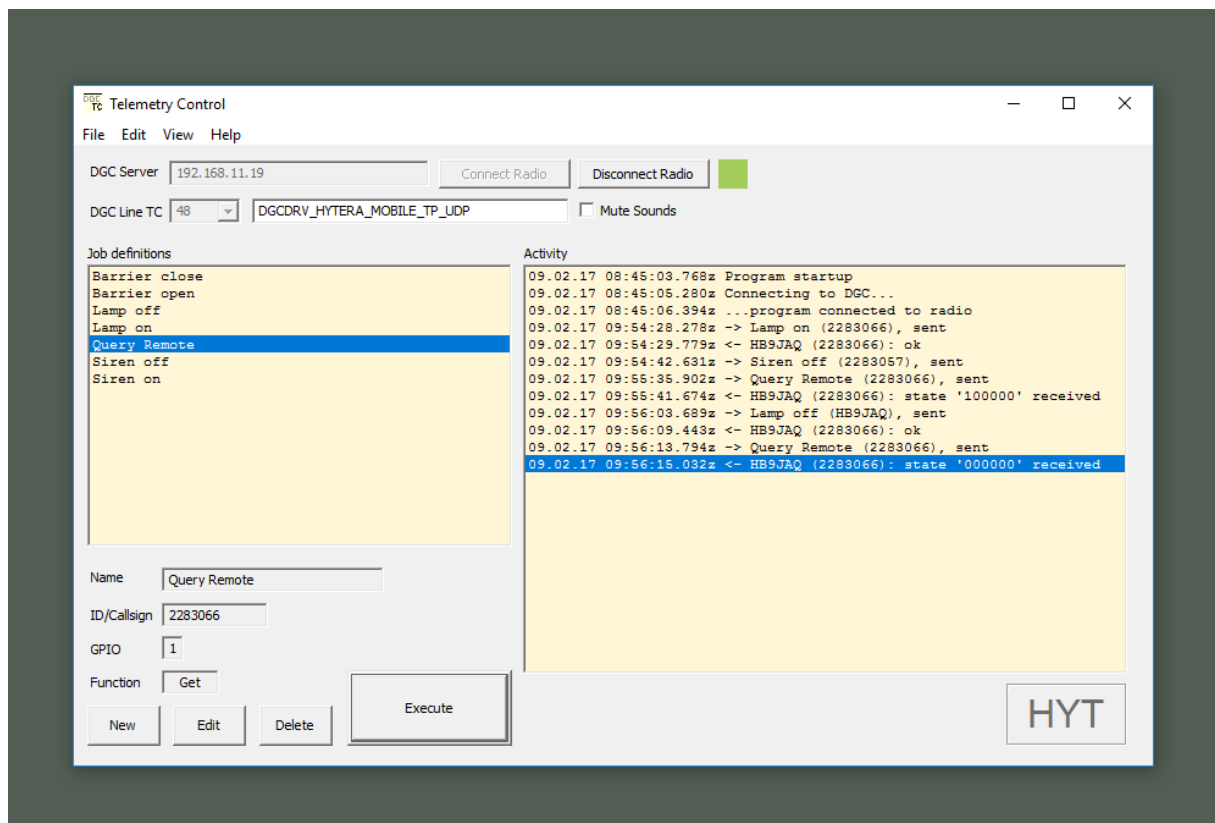 DGC TC Telemetry Control
File Edit View Help
DGC Server 192.168.11.19 Connect Radio Disconnect Radio
DGC Line TC 48 DGCDRV_HYTERA_MOBILE_TP_UDP Mute Sounds
Job definitions
Barrier close
Barrier open
Lamp off
Lamp on
Query Remote
Siren off
Siren on
Activity
09.02.17 08:45:03.768z Program startup
09.02.17 08:45:05.280z Connecting to DGC...
09.02.17 08:45:06.394z ...program connected to radio
09.02.17 09:54:28.278z -> Lamp on (2283066), sent
09.02.17 09:54:29.779z <- HB9JAQ (2283066): ok
09.02.17 09:54:42.631z -> Siren off (2283057), sent
09.02.17 09:55:35.902z -> Query Remote (2283066), sent
09.02.17 09:55:41.674z <- HB9JAQ (2283066): state '100000' received
09.02.17 09:56:03.689z -> Lamp off (HB9JAQ), sent
09.02.17 09:56:09.443z <- HB9JAQ (2283066): ok
09.02.17 09:56:13.794z -> Query Remote (2283066), sent
09.02.17 09:56:15.032z <- HB9JAQ (2283066): state '000000' received
Name Query Remote
ID/Callsign 2283066
GPIO 1
Function Get
New Edit Delete Execute
HYT